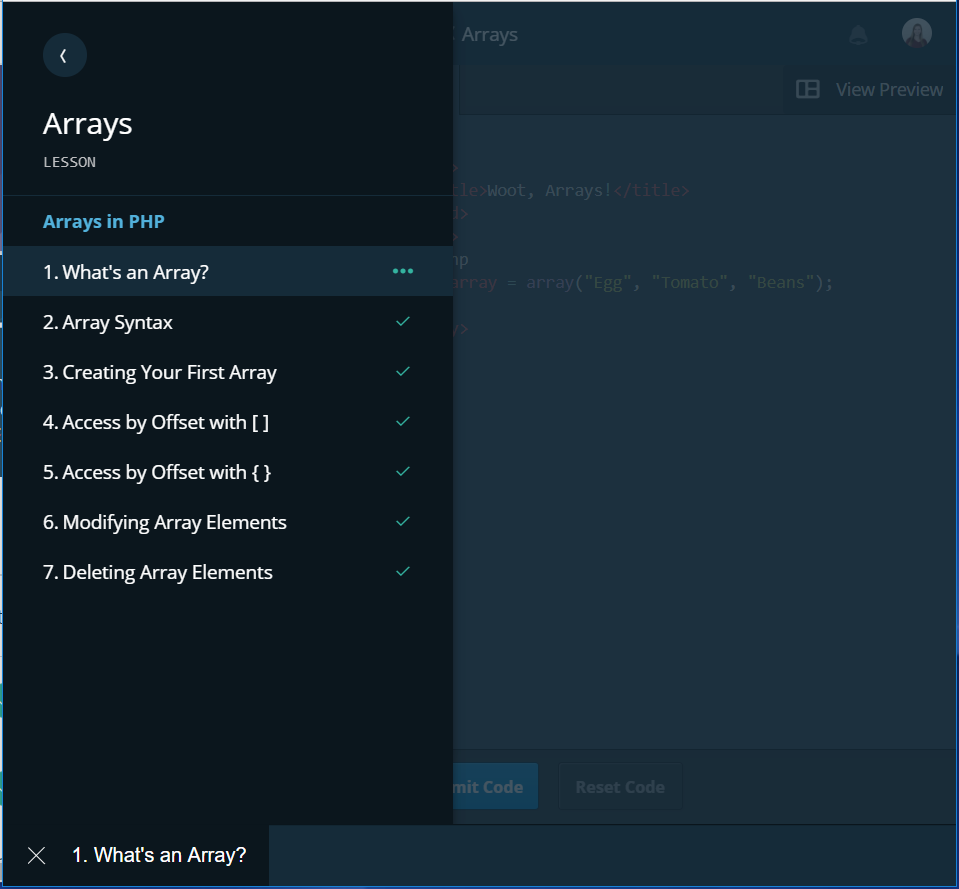 Arrays
View Preview
Arrays
LESSON
Arrays in PHP
1. What's an Array?
2. Array Syntax
3. Creating Your First Array
4. Access by Offset with [ ]
5. Access by Offset with { }
6. Modifying Array Elements
7. Deleting Array Elements
>
tle>Woot, Arrays!</title>
d>
>
hp
array = array("Egg", "Tomato", "Beans");
/>
mit Code
Reset Code
1. What's an Array?